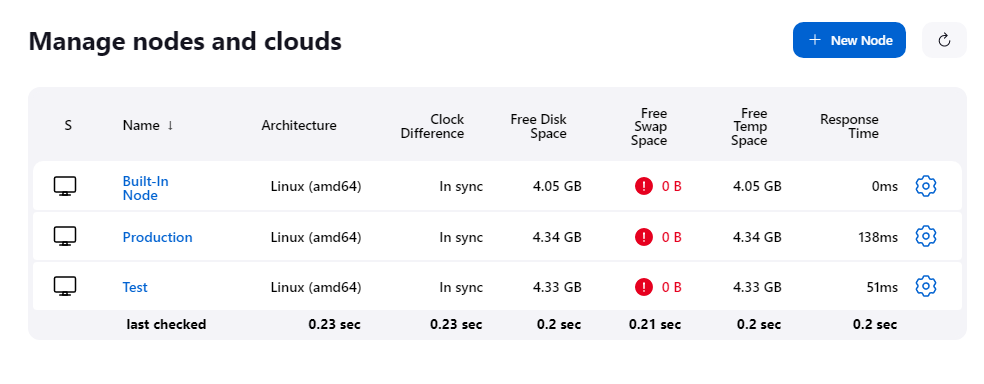 Manage nodes and clouds
+ New Node
S Name ↓ Architecture Clock Difference Free Disk Space Free Swap Space Free Temp Space Response Time
Built-In Node Linux (amd64) In sync 4.05 GB ! 0 B 4.05 GB 0ms
Production Linux (amd64) In sync 4.34 GB ! 0 B 4.34 GB 138ms
Test Linux (amd64) In sync 4.33 GB ! 0 B 4.33 GB 51ms
last checked 0.23 sec 0.23 sec 0.2 sec 0.21 sec 0.2 sec 0.2 sec